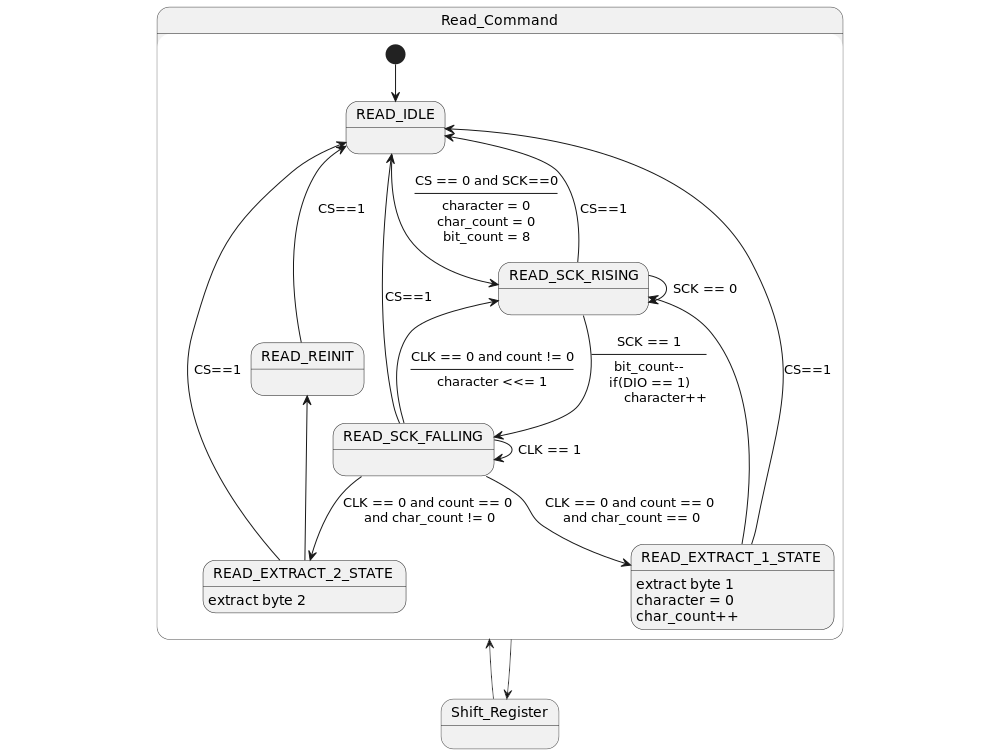 Read_Command
READ_IDLE
CS == 0 and SCK==0
character = 0
char_count = 0
bit_count = 8
CS==1
CS==1
READ_SCK_RISING
SCK == 0
CS==1
SCK == 1
bit_count--
if(DIO == 1)
character++
READ_REINIT
CLK == 0 and count != 0
character <<= 1
CS==1
CS==1
READ_SCK_FALLING
CLK == 1
CLK == 0 and count == 0
and char_count != 0
CLK == 0 and count == 0
and char_count == 0
READ_EXTRACT_2_STATE
extract byte 2
READ_EXTRACT_1_STATE
extract byte 1
character = 0
char_count++
Shift_Register